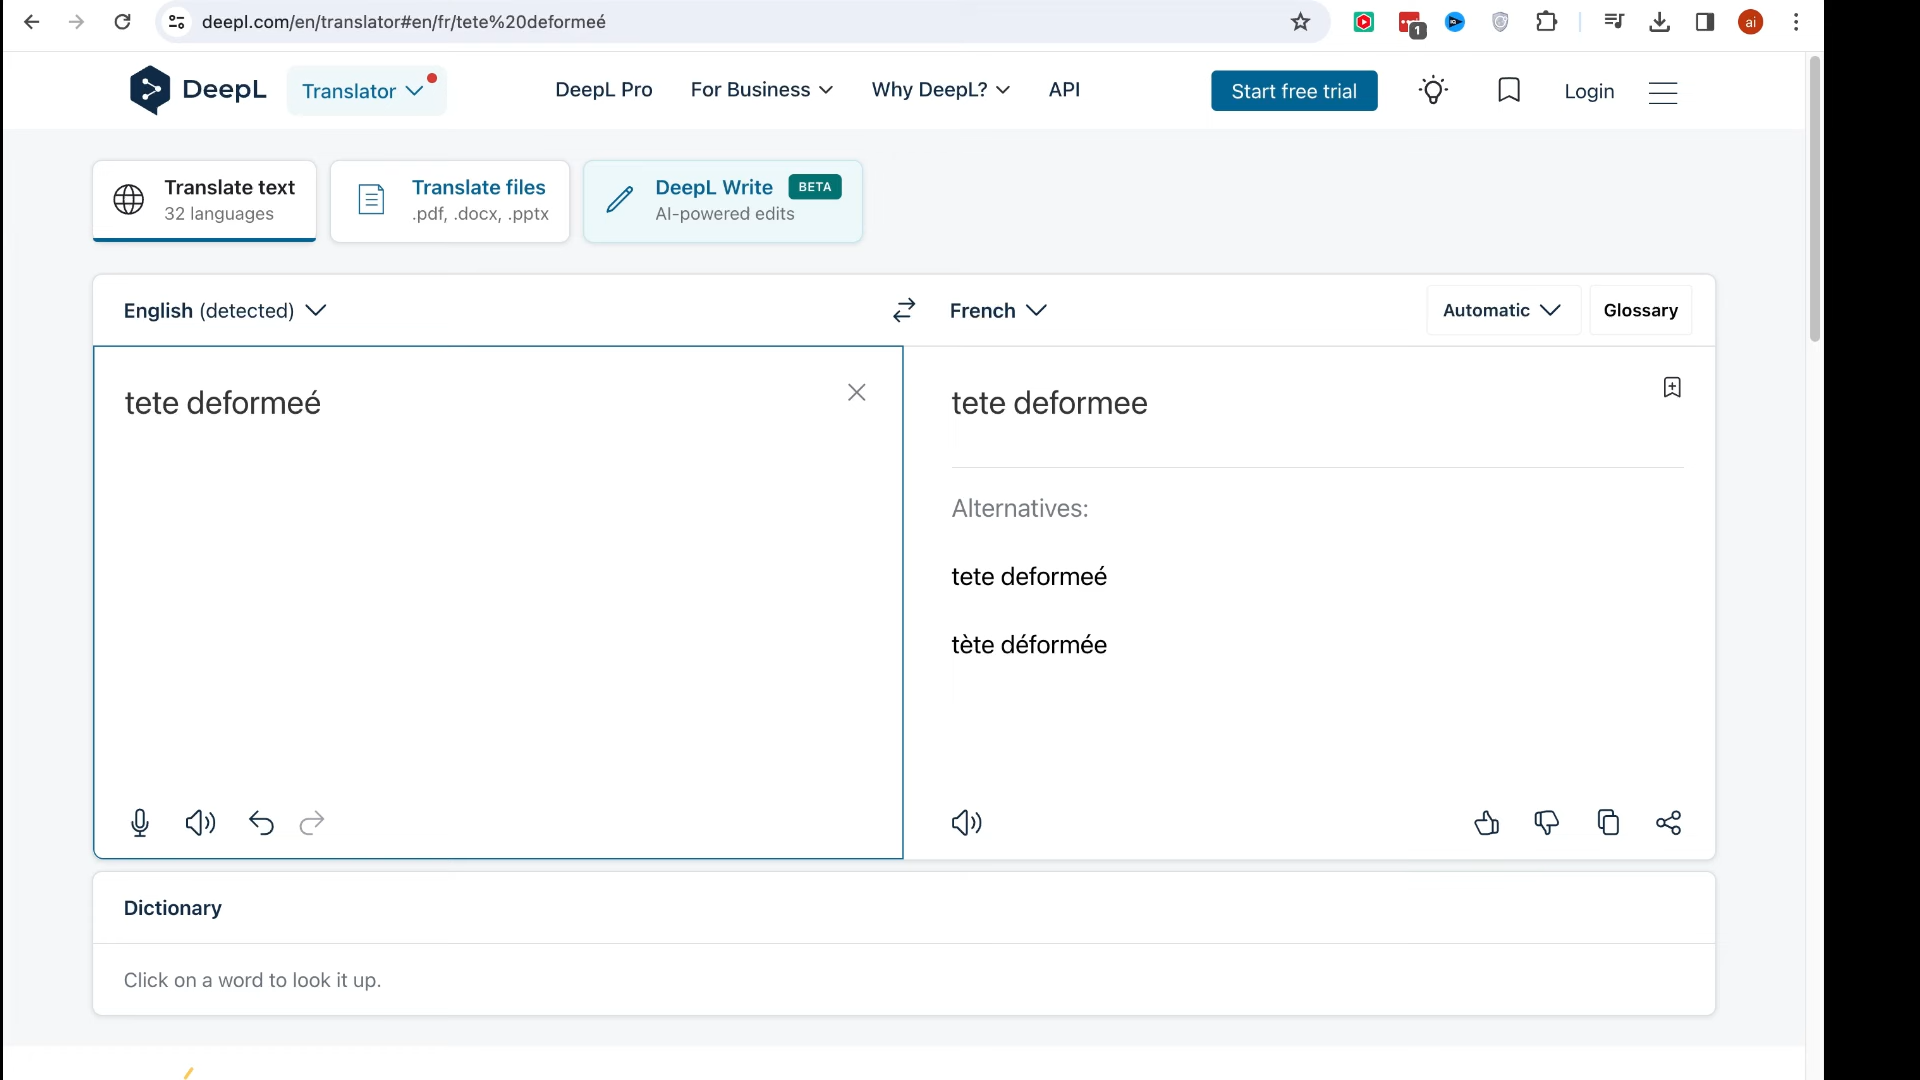 deepl.com/en/translator#en/fr/tete%20deformeé
1
ai
DeepL
Translator
DeepL Pro
For Business
Why DeepL?
API
Start free trial
Login
Translate text
32 languages
Translate files
.pdf, .docx, .pptx
DeepL Write BETA
AI-powered edits
English (detected)
French
Automatic
Glossary
tete deformeé
tete deformee
Alternatives:
tete deformeé
tète déformée
Dictionary
Click on a word to look it up.